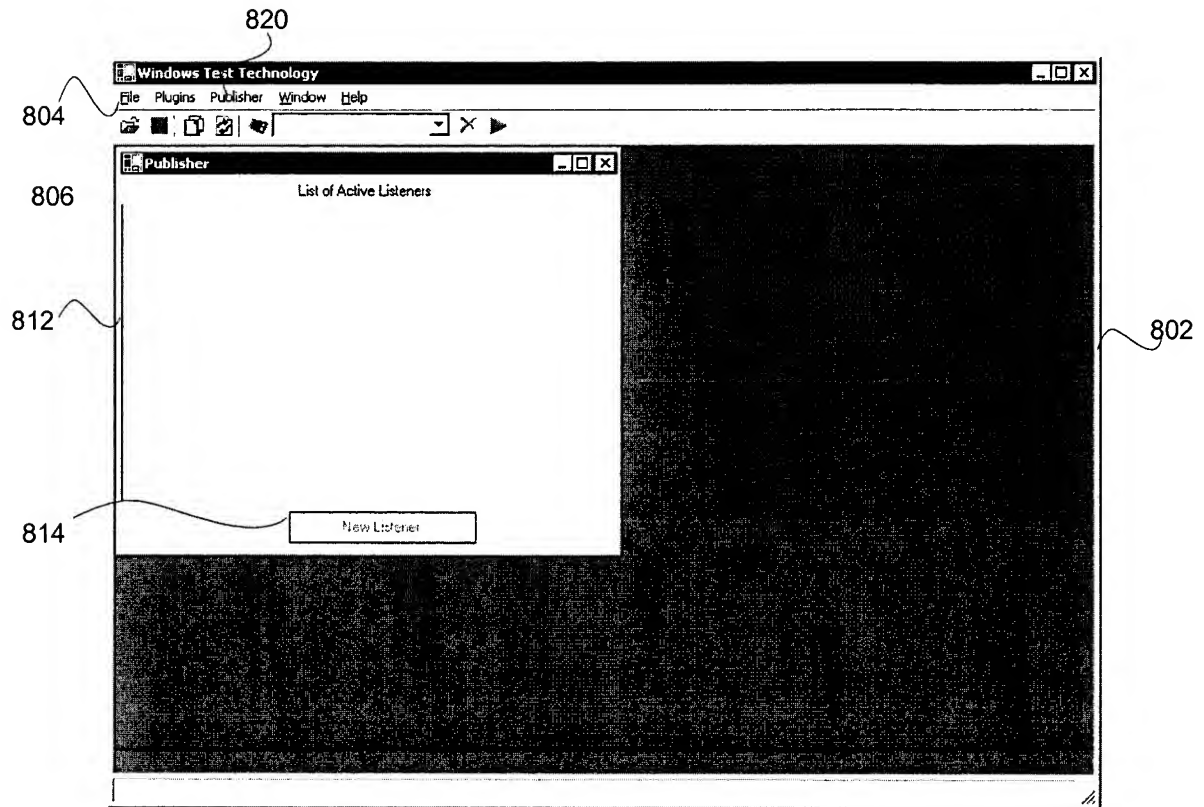 820
Windows Test Technology
File Plugins Publisher Window Help
804
Publisher
List of Active Listeners
806
812
802
814
New Listener